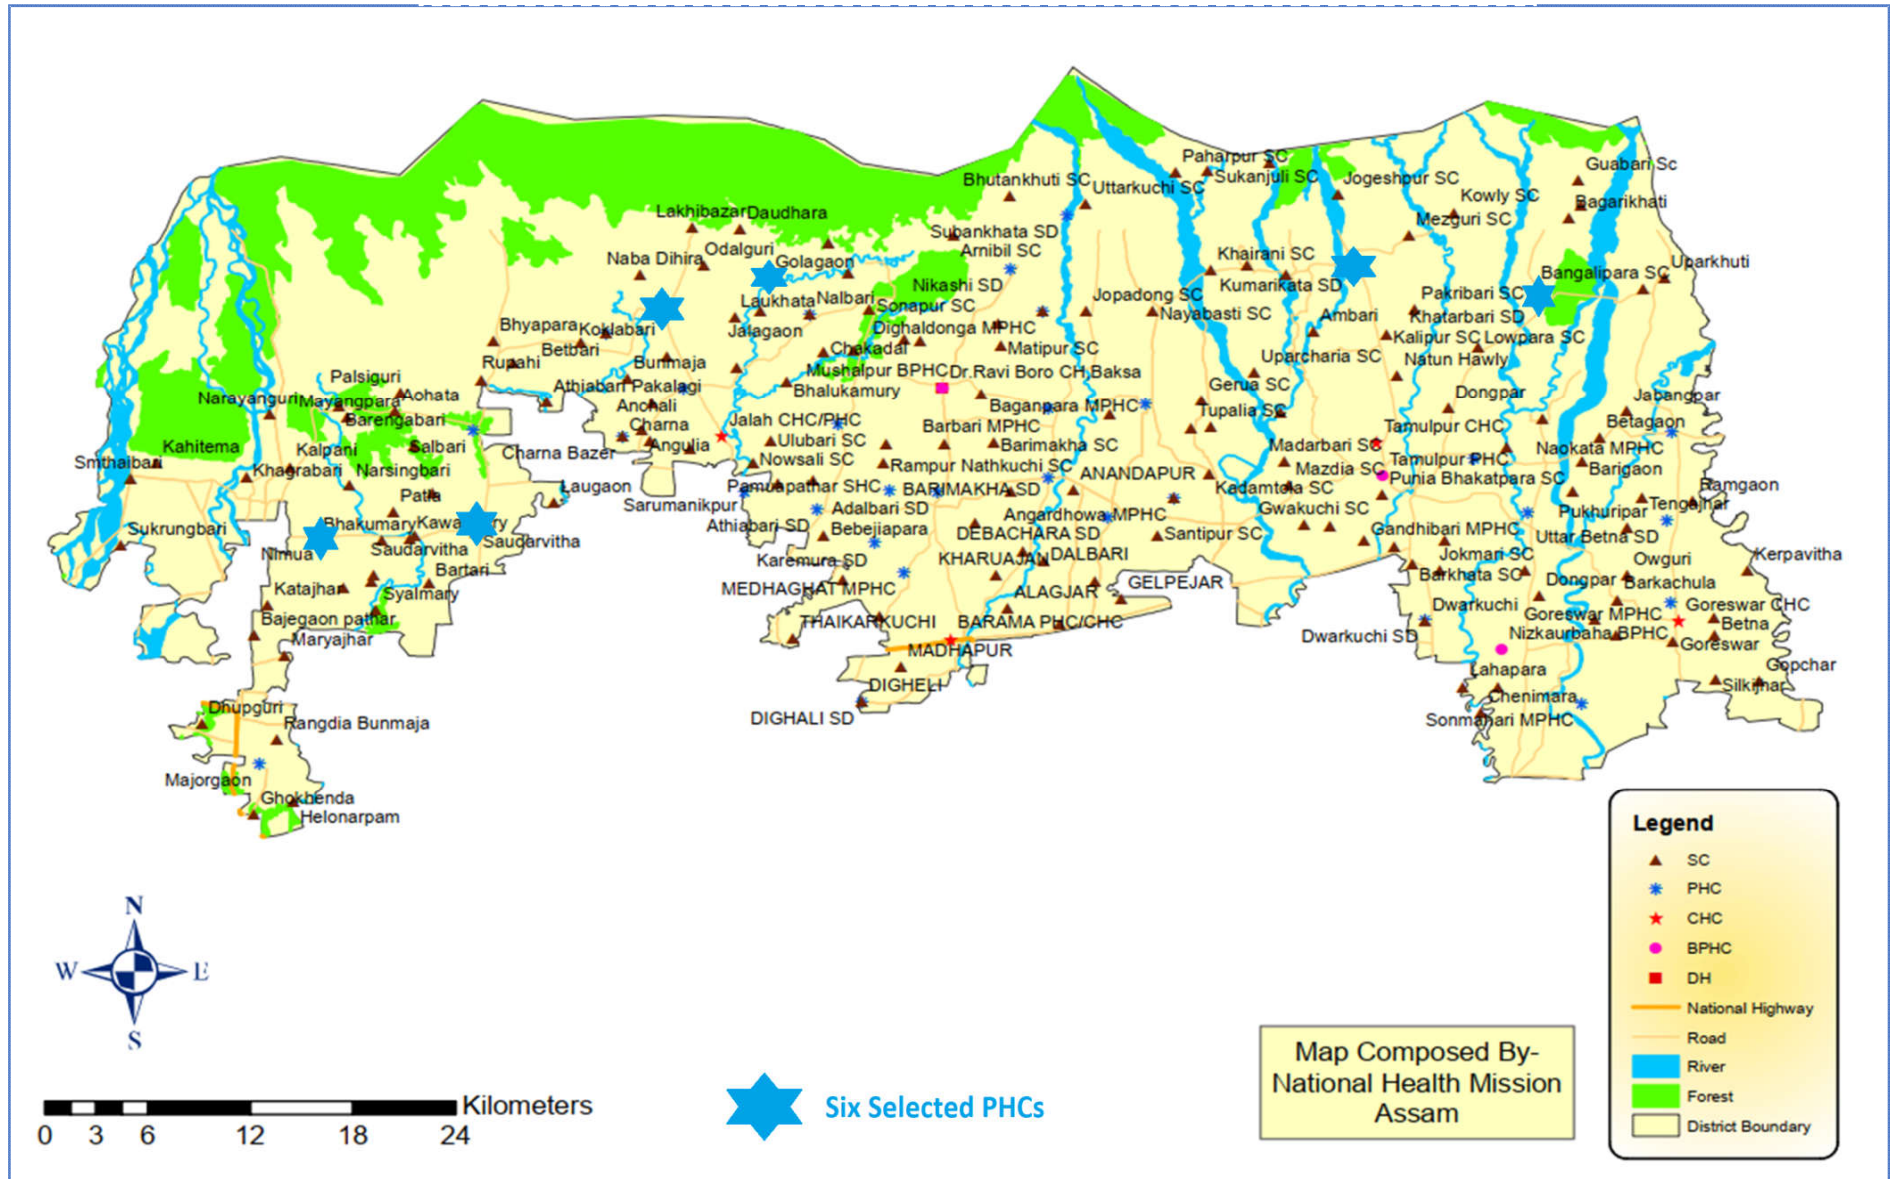 Paharpur SC
Guabari Sc
Bhutankhuti SC
Uttarkuchi SC
Sukanjuli SC
Jogeshpur SC
Kowly SC
Bagarikhati
Lakhibazar
Daudhara
Mezguri SC
Subankhata SD
Arnibil SC
Naba Dihira
Odalguri
Golagaon
Khairani SC
Bangalipara SC
Uparkhuti
Nikashi SD
Kumarikata SD
Pakribari SC
Laukhata
Nalbari
Sonapur SC
Jopadong SC
Nayabasti SC
Ambari
Khatarbari SD
Bhyapara
Koklabari
Jalagaon
Dighaldonga MPHC
Kalipur SC
Lowpara SC
Betbari
Chakadal
Matipur SC
Uparcharia SC
Natun Hawly
Rupahi
Bunmaja
Mushalpur BPHC
Dr.Ravi Boro CH,Baksa
Palsiguri
Athiabari
Pakalagi
Bhalukamury
Gerua SC
Dongpar
Jabangpar
Narayanguri
Mayangpara
Aohata
Anchali
Baganpara MPHC
Tupalia SC
Barengabari
Charna
Jalah CHC/PHC
Barbari MPHC
Tamulpur CHC
Betagaon
Kahitema
Kalpani
Salbari
Charna Bazer
Angulia
Ulubari SC
Barimakha SC
Madarbari SC
Naokata MPHC
Smthaibari
Khagrabari
Narsingbari
Nowsali SC
Rampur
Nathkuchi SC
ANANDAPUR
Mazdia SC
Tamulpur PHC
Barigaon
Patla
Laugaon
Pamuapathar SHC
BARIMAKHA SD
Kadamtola SC
Punia Bhakatpara SC
Ramgaon
Sarumanikpur
Adalbari SD
Angardhowa MPHC
Gwakuchi SC
Pukhuripar
Tengajhar
Sukrungbari
Bhakumary
Athiabari SD
Bebejiapara
DEBACHARA SD
Santipur SC
Gandhibari MPHC
Uttar Betna SD
Nimua
Saudarvitha
Saudarvitha
Karemura SD
KHARUAJAN
DALBARI
Jokmari SC
Owguri
Kerpavitha
Bartari
Katajhar
Syalmary
MEDHAGHAT MPHC
ALAGJAR
GELPEJAR
Barkhata SC
Dongpar
Barkachula
Bajegaon pathar
THAIKARKUCHI
BARAMA PHC/CHC
Dwarkuchi
Goreswar MPHC
Goreswar CHC
Maryajhar
Dwarkuchi SD
Nizkaurbaha BPHC
Betna
MADHAPUR
Goreswar
DIGHELI
Lahapara
Gopchar
Dhupguri
Chenimara
Silkijhar
Rangdia Bunmaja
DIGHALI SD
Sonmahari MPHC
Majorgaon
Ghokhenda
Helonarpam
Legend
SC
PHC
CHC
BPHC
DH
National Highway
Road
River
Forest
District Boundary
N
W
E
S
Kilometers
0 3 6 12 18 24
Six Selected PHCs
Map Composed By-
National Health Mission
Assam